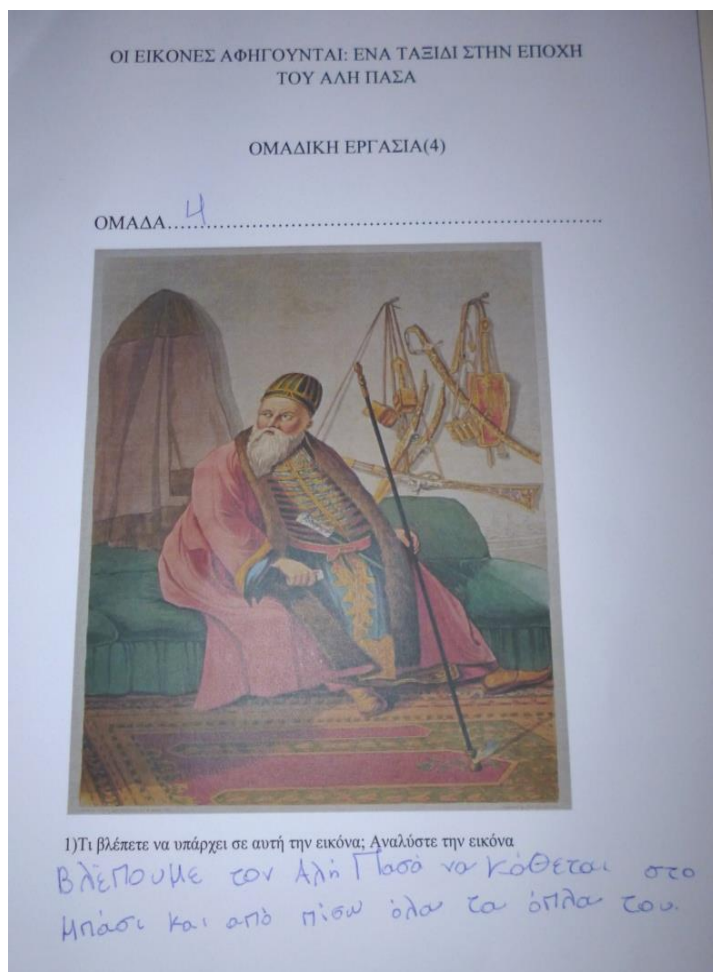 ΟΙ ΕΙΚΟΝΕΣ ΑΦΗΓΟΥΝΤΑΙ: ΕΝΑ ΤΑΞΙΔΙ ΣΤΗΝ ΕΠΟΧΗ
ΤΟΥ ΑΛΗ ΠΑΣΑ
ΟΜΑΔΙΚΗ ΕΡΓΑΣΙΑ(4)
ΟΜΑΔΑ.....4.....................................................................
1)Τι βλέπετε να υπάρχει σε αυτή την εικόνα; Αναλύστε την εικόνα
Βλέπουμε τον Αλή Πασά να κάθεται στο
μπάσι και από πίσω όλα τα όπλα του.